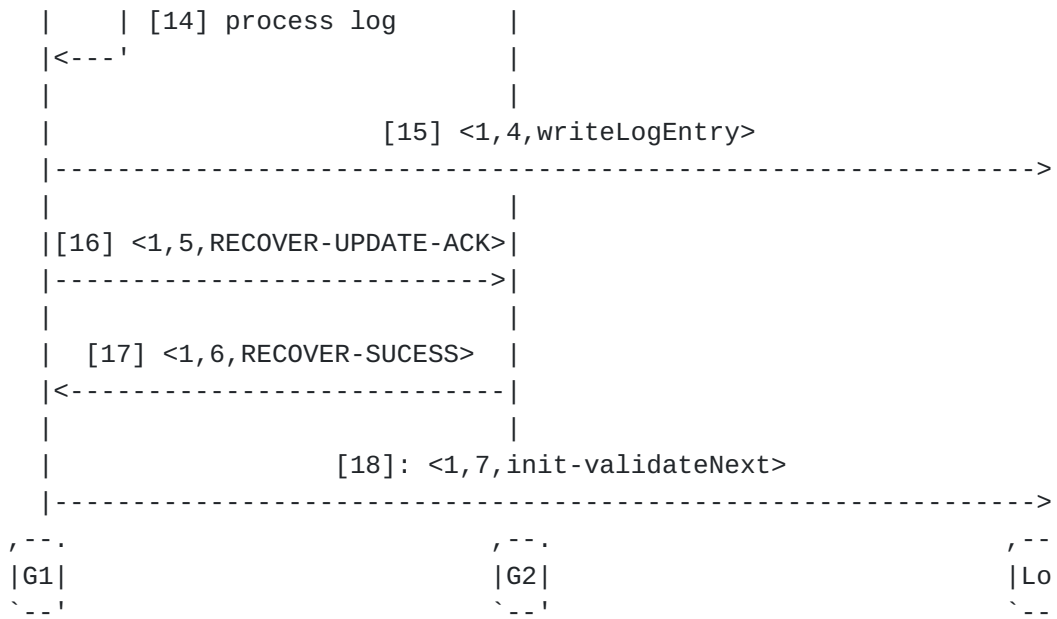 [14] process log
[15] <1,4,writeLogEntry>
[16] <1,5,RECOVER-UPDATE-ACK>
[17] <1,6,RECOVER-SUCESS>
[18]: <1,7,init-validateNext>
G1 G2 Lo